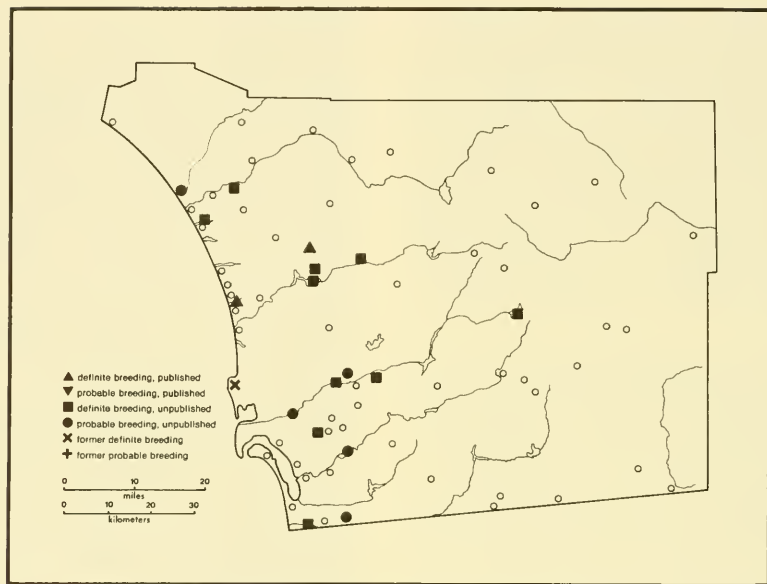 ▲ definite breeding, published
▼ probable breeding, published
■ definite breeding, unpublished
● probable breeding, unpublished
✕ former definite breeding
+ former probable breeding
0 20
miles
0 10 20 30
kilometers